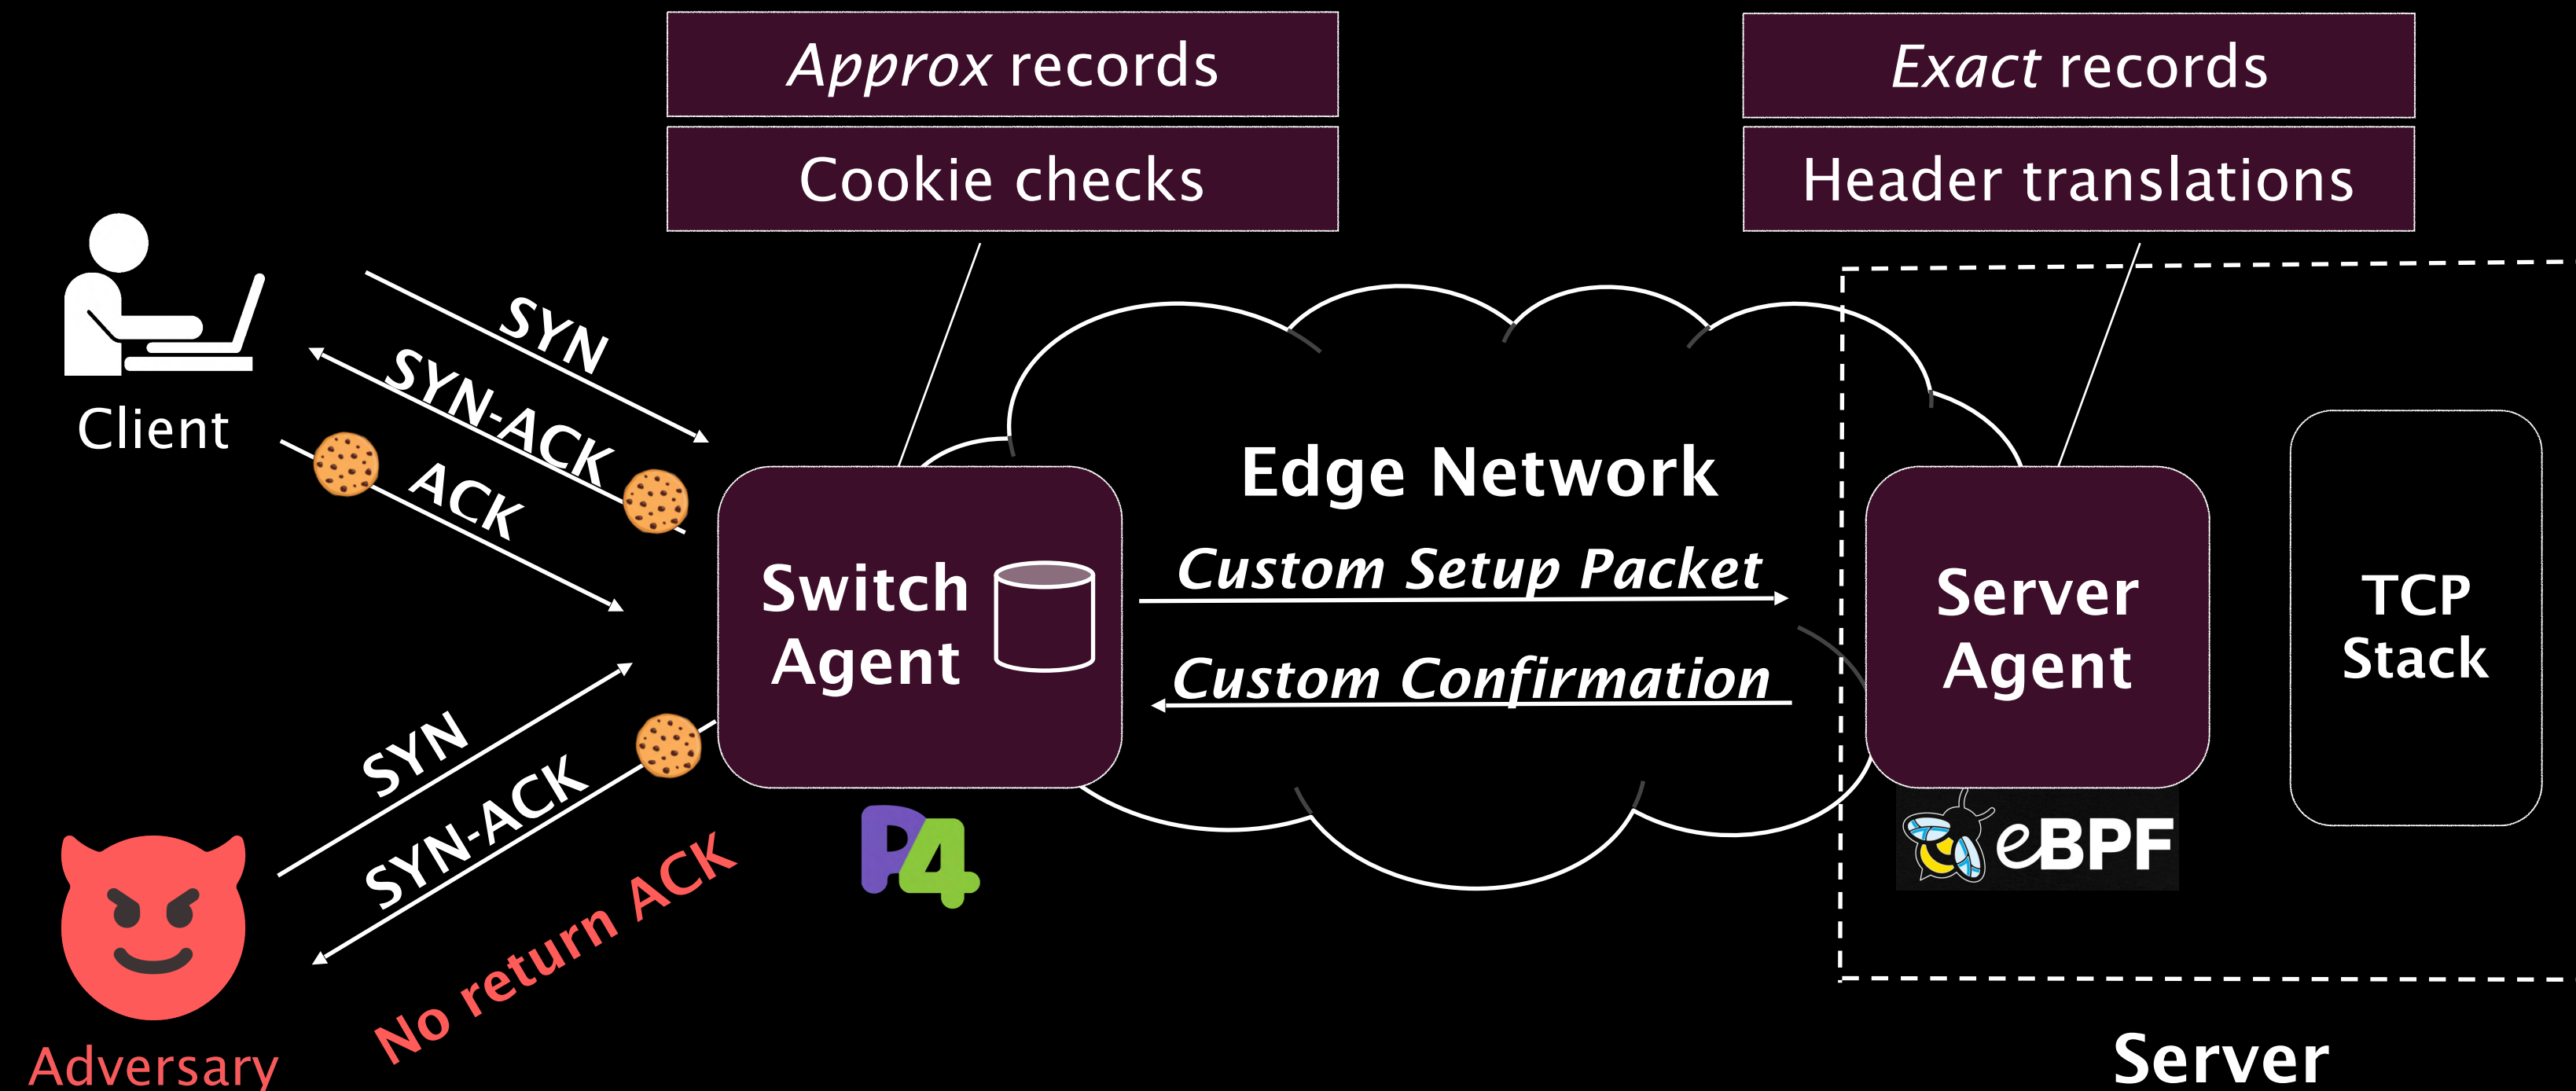 Approx records
Cookie checks
Exact records
Header translations
Client
SYN
SYN-ACK
ACK
Switch
Agent
Edge Network
Custom Setup Packet
Custom Confirmation
Server
Agent
TCP
Stack
SYN
SYN-ACK
No return ACK
Adversary
P4
eBPF
Server